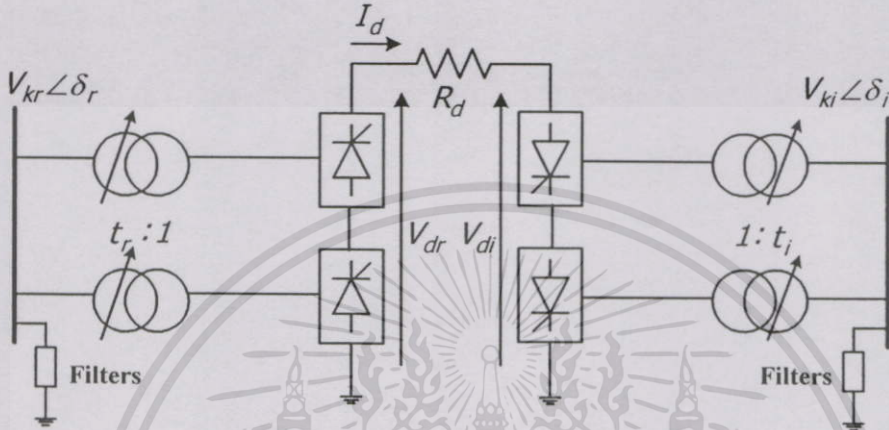 I_d
V_kr∠δ_r
R_d
V_ki∠δ_i
t_r :1
V_dr
V_di
1: t_i
Filters
Filters